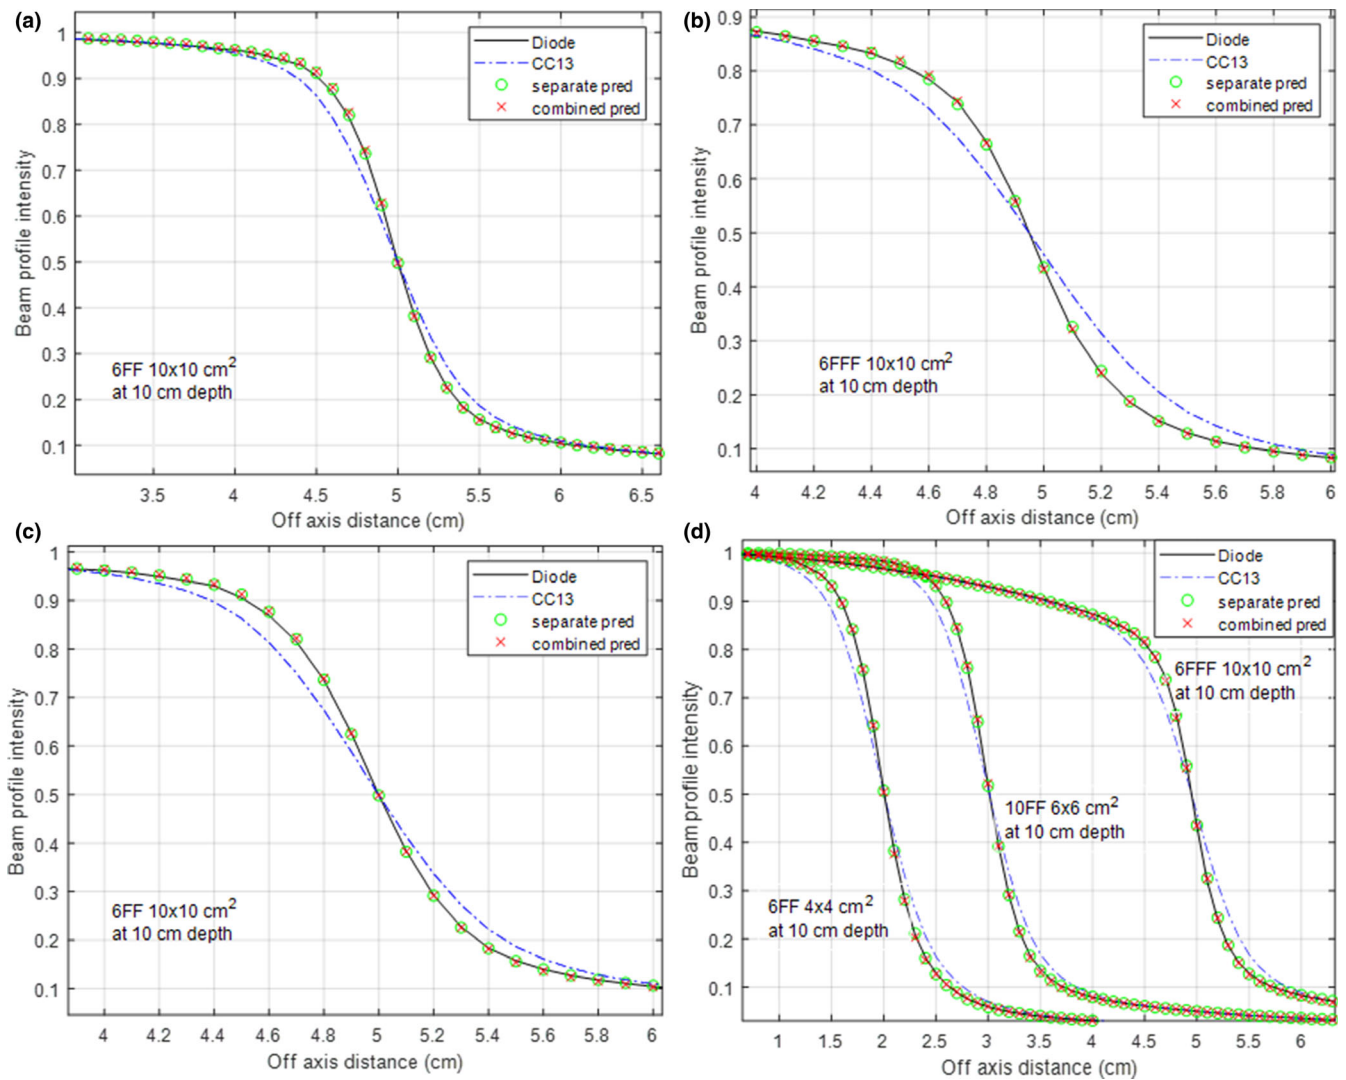 (a)
1
0.9
0.8
0.7
0.6
0.5
0.4
0.3
0.2
0.1
Beam profile intensity
Diode
CC13
separate pred
combined pred
6FF 10x10 cm2
at 10 cm depth
3.5 4 4.5 5 5.5 6 6.5
Off axis distance (cm)
(b)
0.9
0.8
0.7
0.6
0.5
0.4
0.3
0.2
0.1
Beam profile intensity
Diode
CC13
separate pred
combined pred
6FFF 10x10 cm2
at 10 cm depth
4 4.2 4.4 4.6 4.8 5 5.2 5.4 5.6 5.8 6
Off axis distance (cm)
(c)
1
0.9
0.8
0.7
0.6
0.5
0.4
0.3
0.2
0.1
Beam profile intensity
Diode
CC13
separate pred
combined pred
6FF 10x10 cm2
at 10 cm depth
4 4.2 4.4 4.6 4.8 5 5.2 5.4 5.6 5.8 6
Off axis distance (cm)
(d)
1
0.9
0.8
0.7
0.6
0.5
0.4
0.3
0.2
0.1
Beam profile intensity
Diode
CC13
separate pred
combined pred
6FFF 10x10 cm2
at 10 cm depth
10FF 6x6 cm2
at 10 cm depth
6FF 4x4 cm2
at 10 cm depth
1 1.5 2 2.5 3 3.5 4 4.5 5 5.5 6
Off axis distance (cm)